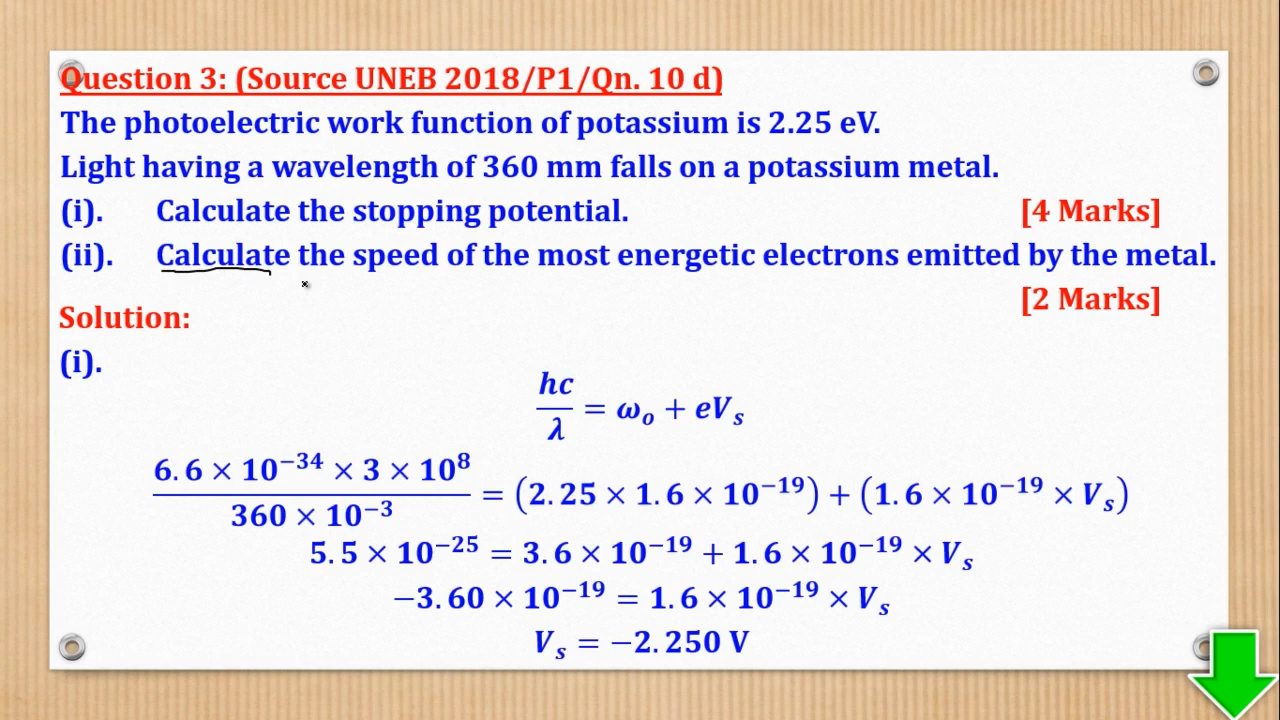 Question 3: (Source UNEB 2018/P1/Qn. 10 d)
The photoelectric work function of potassium is 2.25 eV.
Light having a wavelength of 360 mm falls on a potassium metal.
(i). Calculate the stopping potential. [4 Marks]
(ii). Calculate the speed of the most energetic electrons emitted by the metal.
[2 Marks]
Solution:
(i).
hc/λ = ωₒ + eVₛ
6.6 × 10⁻³⁴ × 3 × 10⁸ / 360 × 10⁻³ = (2.25 × 1.6 × 10⁻¹⁹) + (1.6 × 10⁻¹⁹ × Vₛ)
5.5 × 10⁻²⁵ = 3.6 × 10⁻¹⁹ + 1.6 × 10⁻¹⁹ × Vₛ
−3.60 × 10⁻¹⁹ = 1.6 × 10⁻¹⁹ × Vₛ
Vₛ = −2.250 V